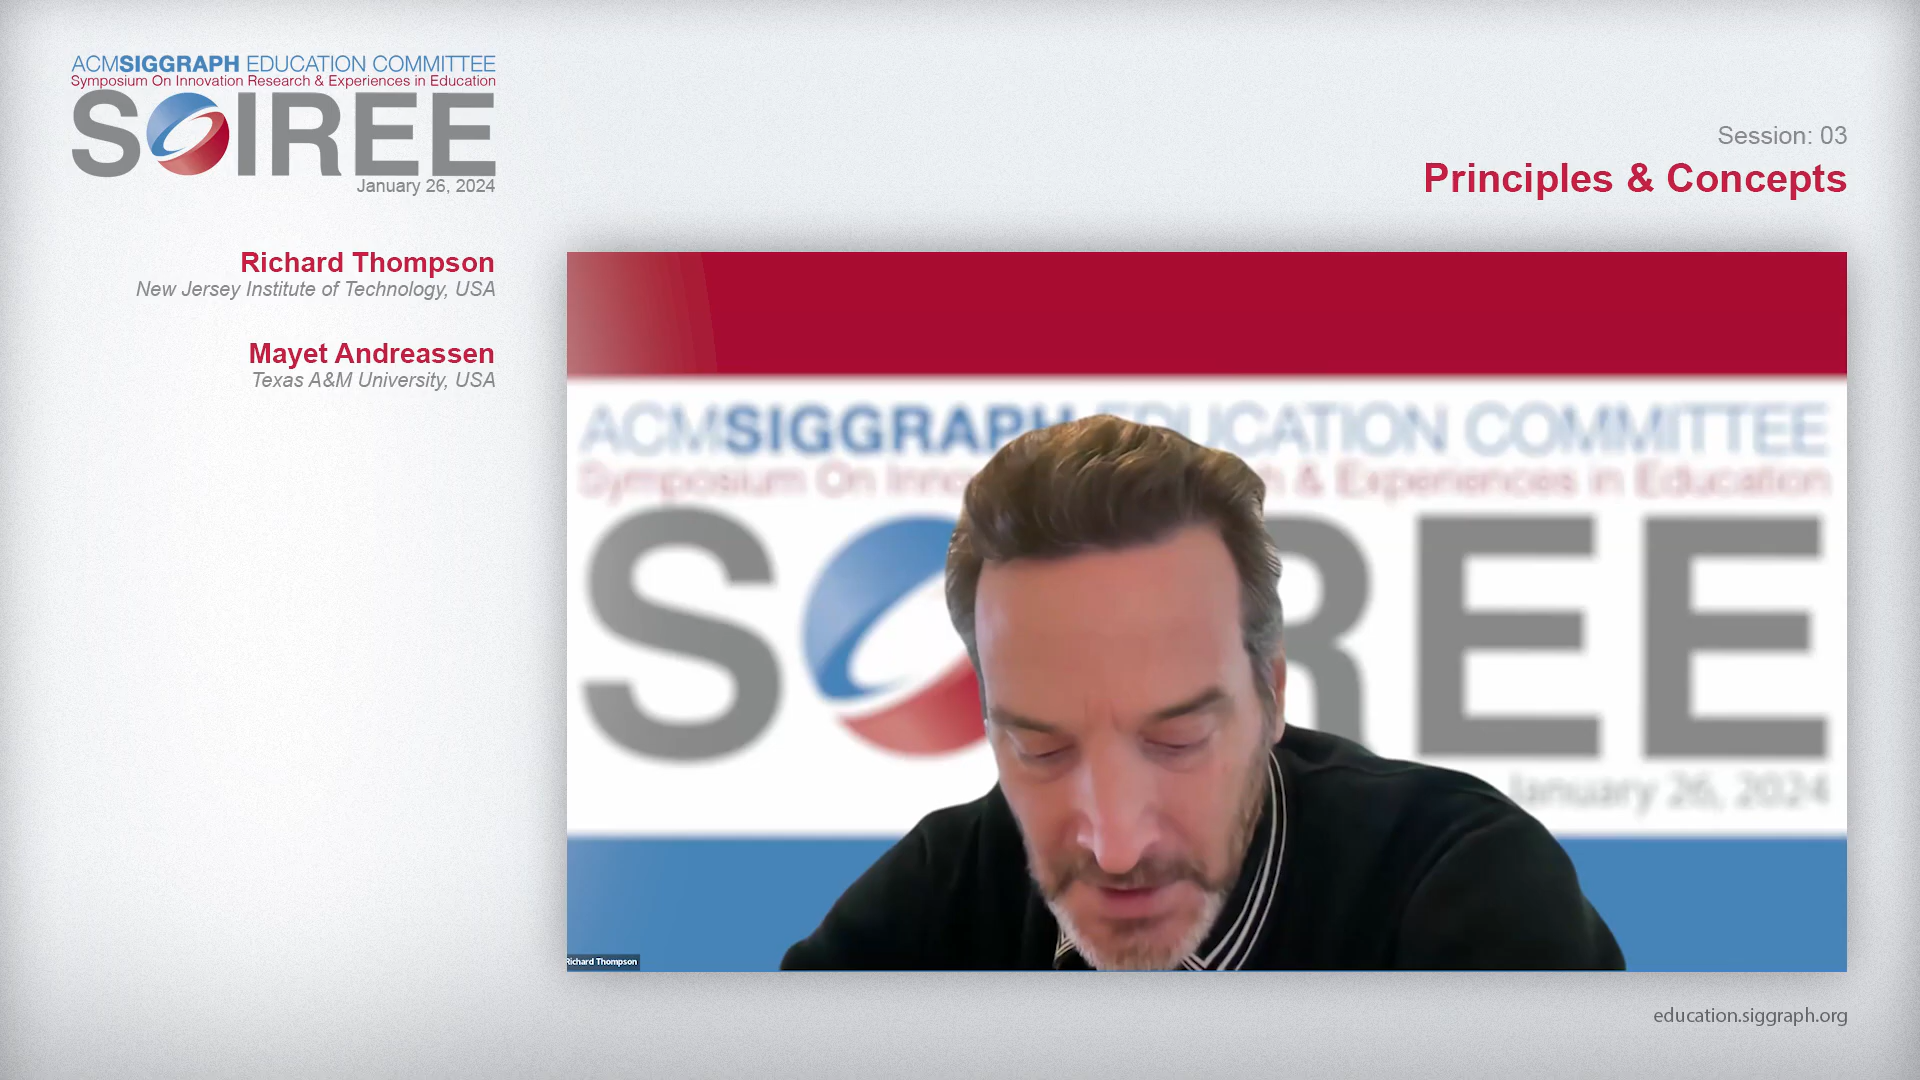 ACMSIGGRAPH EDUCATION COMMITTEE
Symposium On Innovation Research & Experiences in Education
SOIREE
January 26, 2024
Session: 03
Principles & Concepts
Richard Thompson
New Jersey Institute of Technology, USA
Mayet Andreassen
Texas A&M University, USA
ACMSIGGRAPH EDUCATION COMMITTEE
Symposium On & Experiences in Education
S REE
January 26, 2024
Richard Thompson
education.siggraph.org